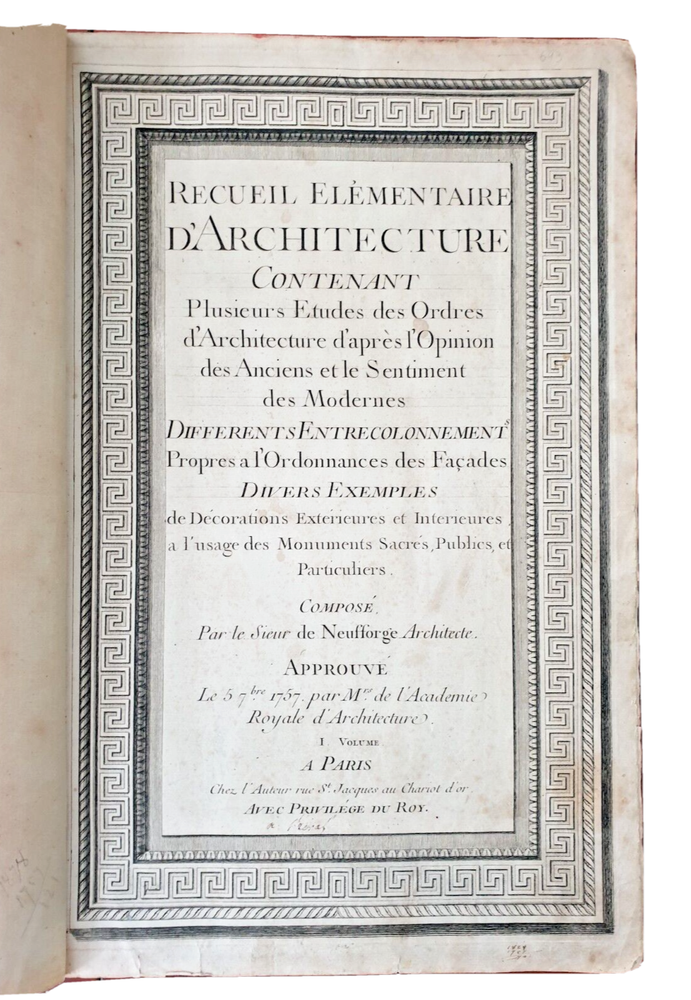 RECUEIL ELÉMENTAIRE
D'ARCHITECTURE
CONTENANT
Plusieurs Etudes des Ordres
d'Architecture d'après l'Opinion
des Anciens et le Sentiment
des Modernes
DIFFERENTS ENTRECOLONNEMENTS
Propres a l'Ordonnances des Façades
DIVERS EXEMPLES
de Décorations Exterieures et Interieures,
a l'usage des Monuments Sacrés, Publics, et
Particuliers.
COMPOSÉ,
Par le Sieur de Neufforge Architecte.
APPROUVÉ
Le 5 7bre 1757. par Mrs de l'Academie
Royale d'Architecture.
I. VOLUME
A PARIS
Chez l'Auteur rue St. Jacques au Chariot d'or
AVEC PRIVILÉGE DU ROY.